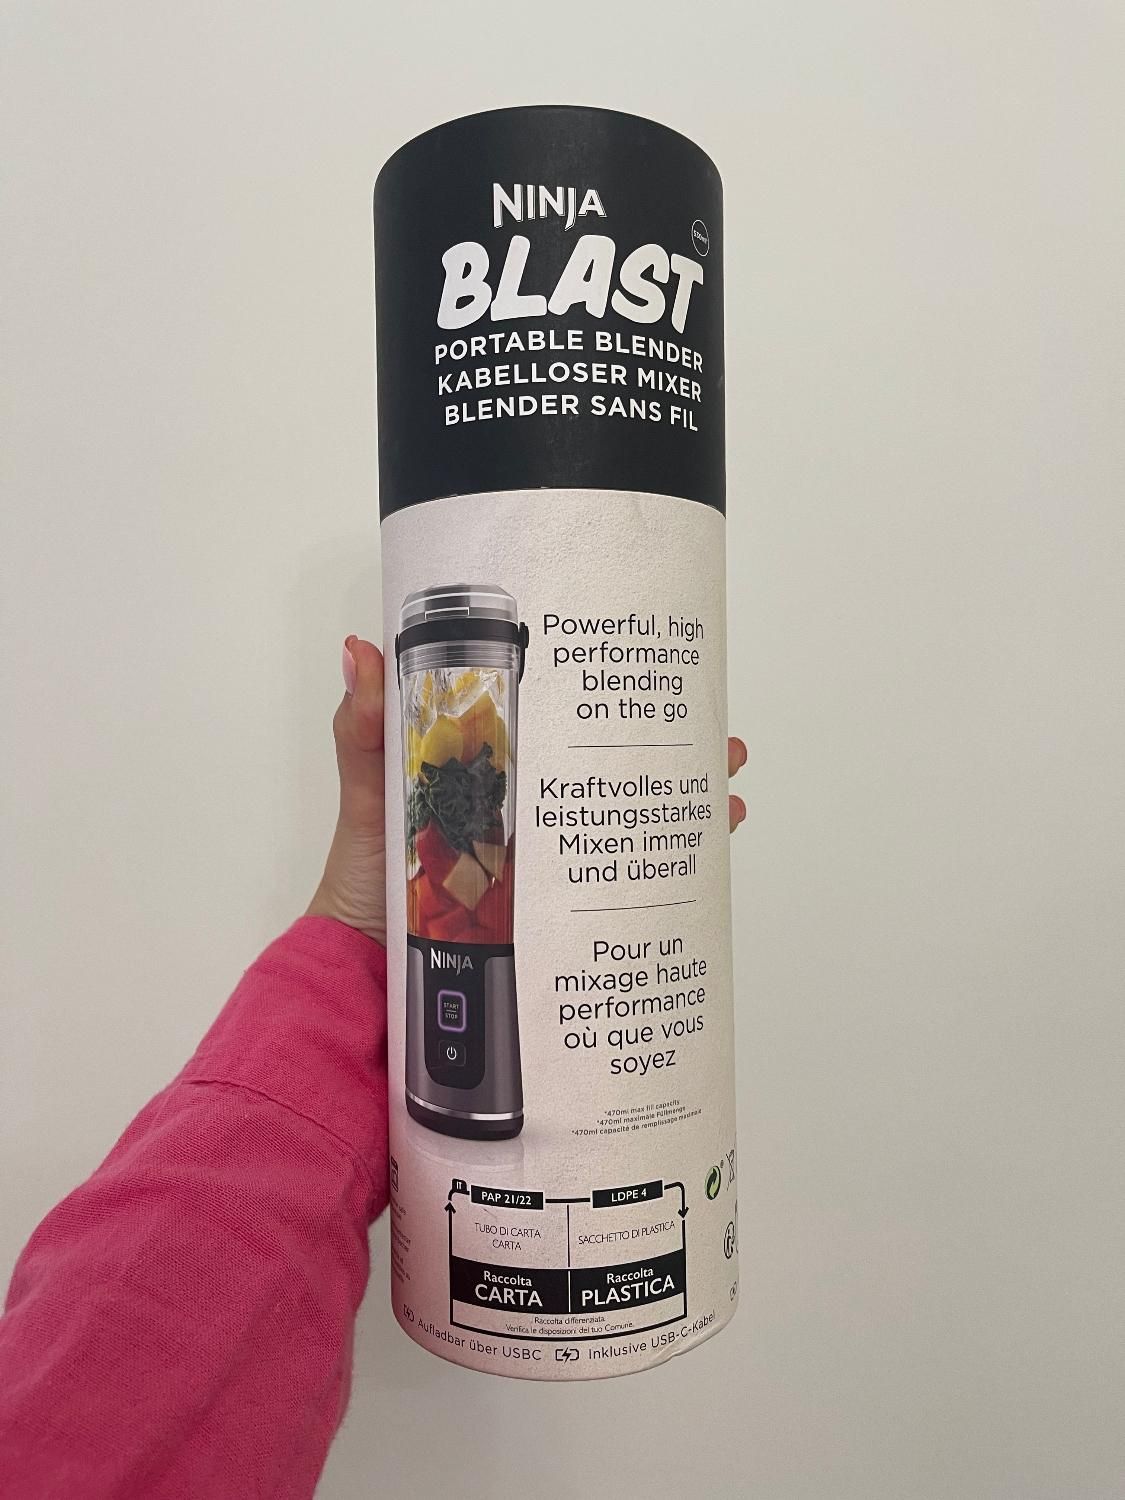 NINJA
BLAST
PORTABLE BLENDER
KABELLOSER MIXER
BLENDER SANS FIL
Powerful, high
performance
blending
on the go
Kraftvolles und
leistungsstarkes
Mixen immer
und überall
Pour un
mixage haute
performance
où que vous
soyez
NINJA
START
STOP
*470ml max fill capacity
*470ml maximale Füllmenge
*470ml capacité de remplissage maximale
IT
PAP 21/22
LDPE 4
TUBO DI CARTA
CARTA
SACCHETTO DI PLASTICA
Raccolta
CARTA
Raccolta
PLASTICA
Raccolta differenziata.
Verifica le disposizioni del tuo Comune.
Aufladbar über USBC
Inklusive USB-C-Kabel